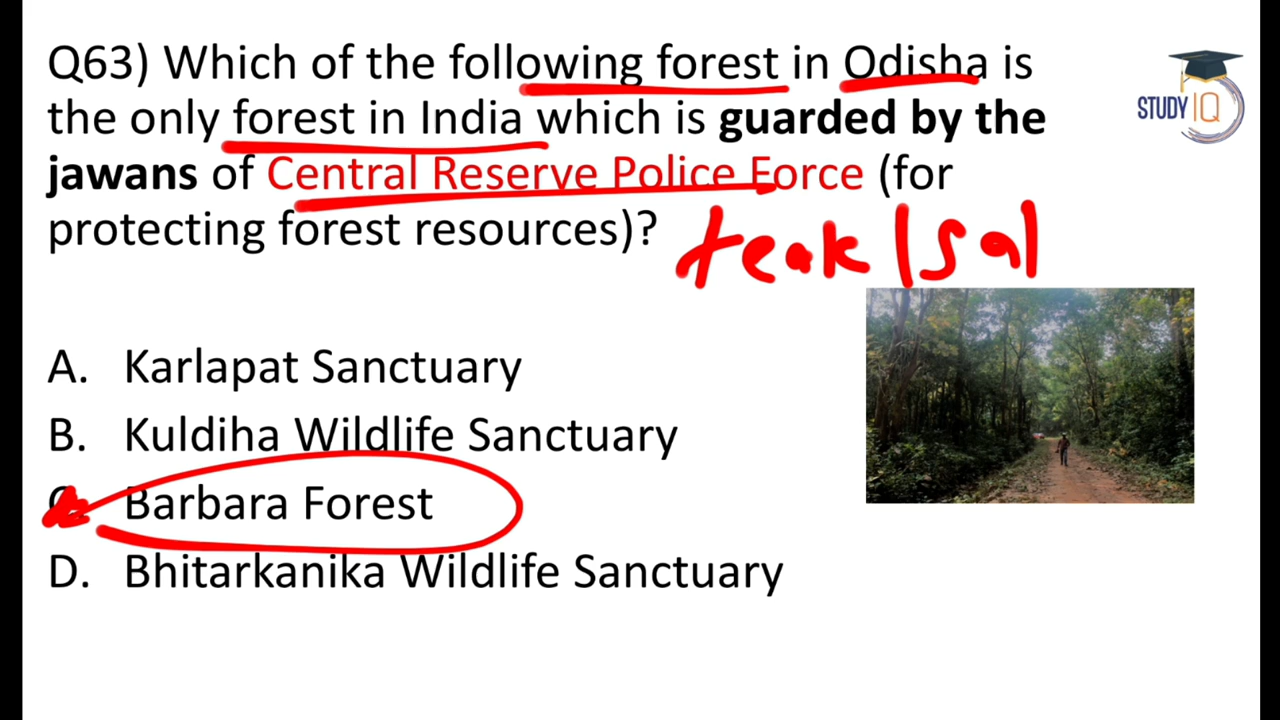 Q63) Which of the following forest in Odisha is
the only forest in India which is guarded by the
jawans of Central Reserve Police Force (for
protecting forest resources)?
teak | Sal
A. Karlapat Sanctuary
B. Kuldiha Wildlife Sanctuary
C. Barbara Forest
D. Bhitarkanika Wildlife Sanctuary
STUDY IQ